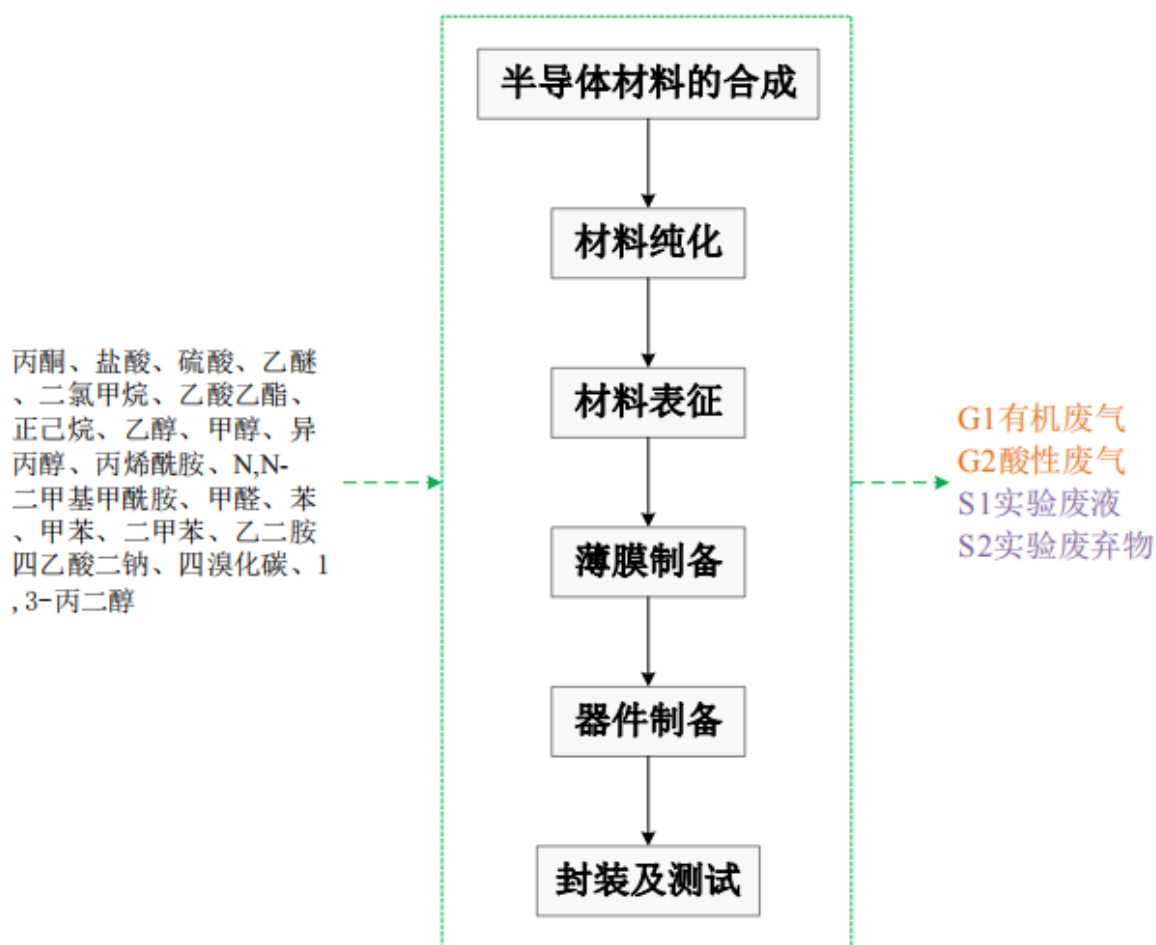 半导体材料的合成
材料纯化
材料表征
薄膜制备
器件制备
封装及测试
丙酮、盐酸、硫酸、乙醚
、二氯甲烷、乙酸乙酯、
正己烷、乙醇、甲醇、异
丙醇、丙烯酰胺、N,N-
二甲基甲酰胺、甲醛、苯
、甲苯、二甲苯、乙二胺
四乙酸二钠、四溴化碳、1
,3-丙二醇
G1有机废气
G2酸性废气
S1实验废液
S2实验废弃物